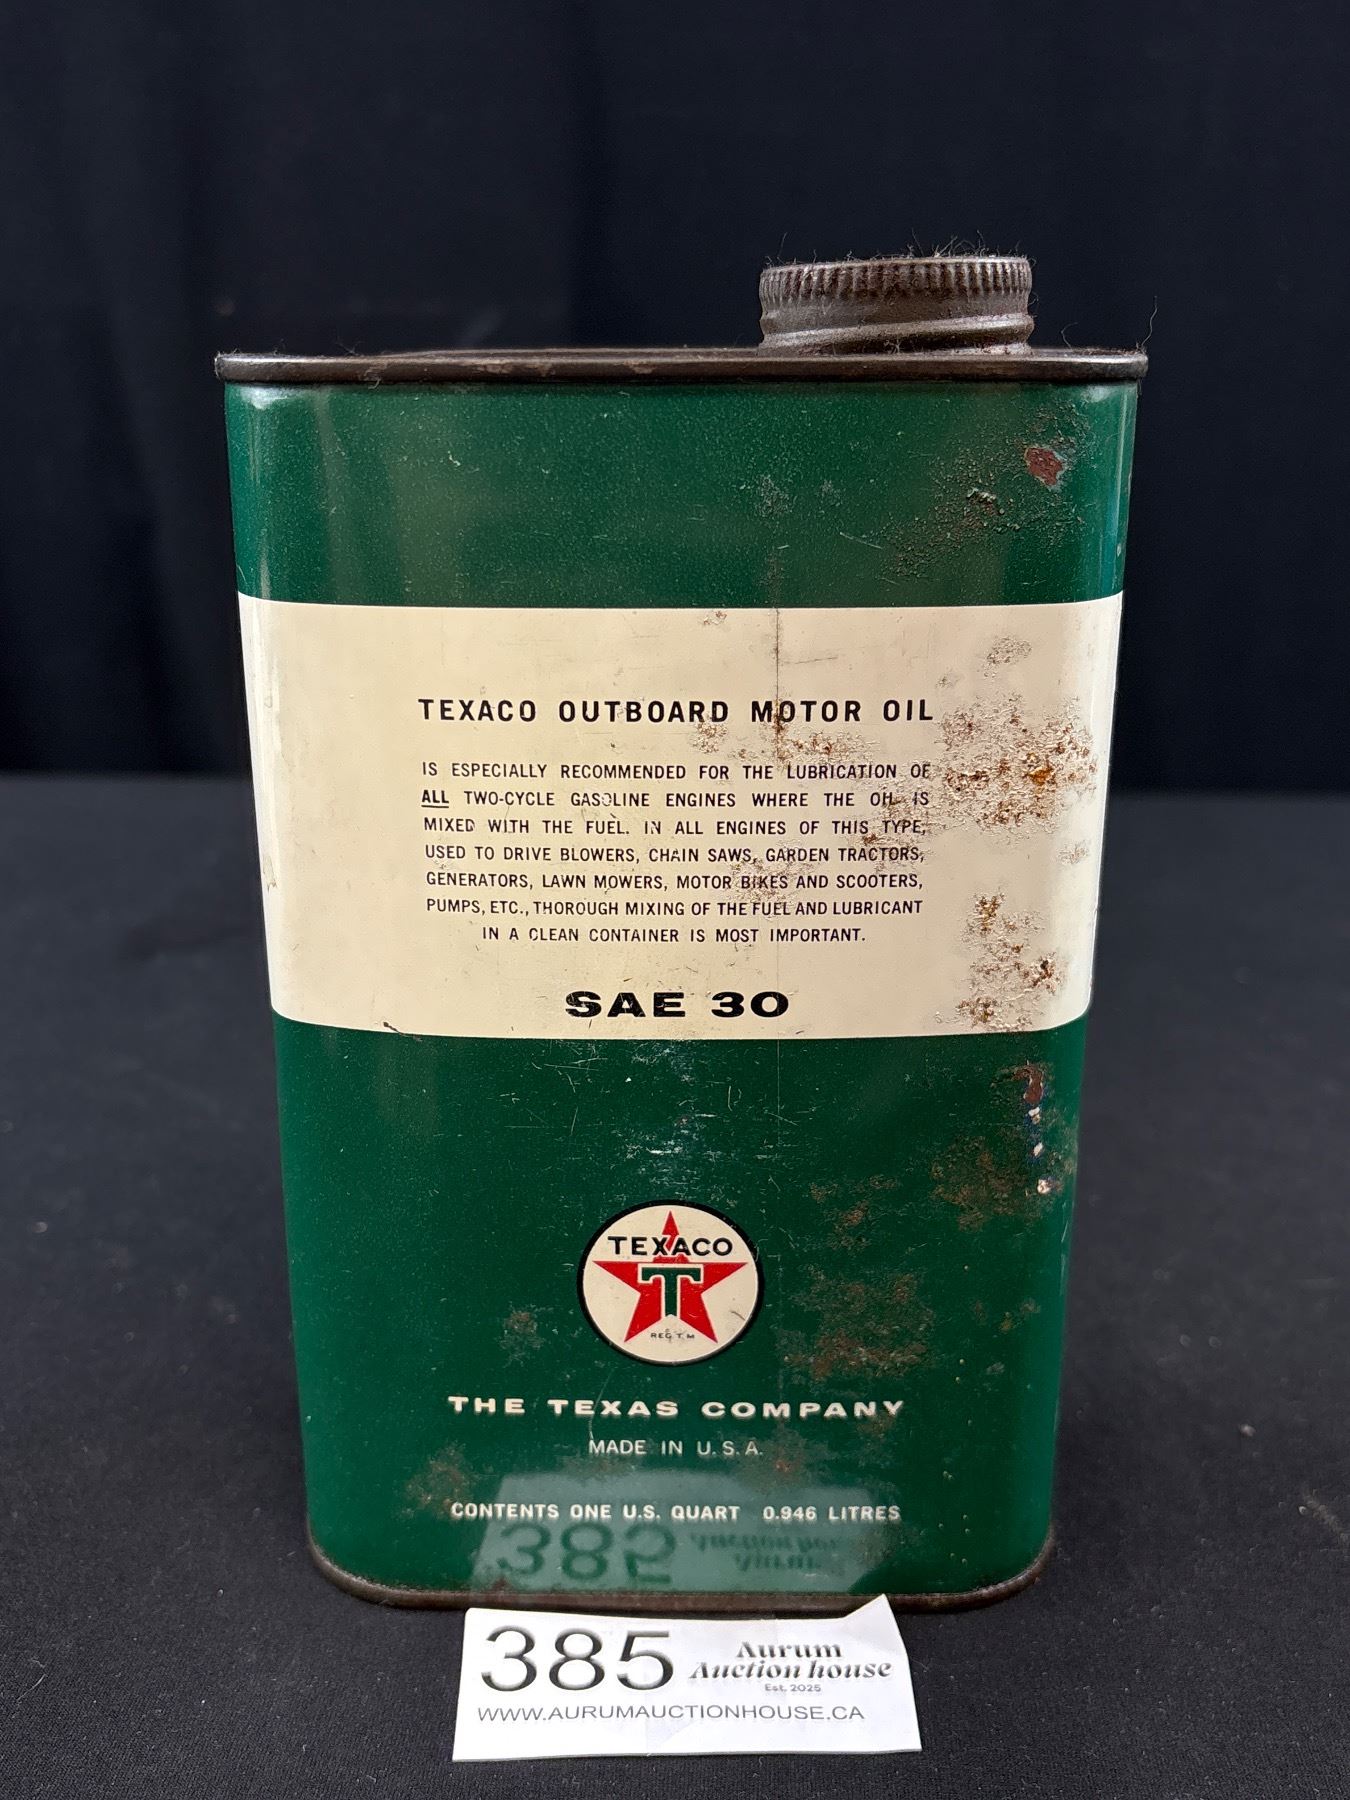 TEXACO OUTBOARD MOTOR OIL
IS ESPECIALLY RECOMMENDED FOR THE LUBRICATION OF
ALL TWO-CYCLE GASOLINE ENGINES WHERE THE OIL IS
MIXED WITH THE FUEL. IN ALL ENGINES OF THIS TYPE,
USED TO DRIVE BLOWERS, CHAIN SAWS, GARDEN TRACTORS,
GENERATORS, LAWN MOWERS, MOTOR BIKES AND SCOOTERS,
PUMPS, ETC., THOROUGH MIXING OF THE FUEL AND LUBRICANT
IN A CLEAN CONTAINER IS MOST IMPORTANT.
SAE 30
TEXACO
T
REG. T. M
THE TEXAS COMPANY
MADE IN U.S.A.
CONTENTS ONE U.S. QUART 0.946 LITRES
385
Aurum
Auction house
Est. 2025
WWW.AURUMAUCTIONHOUSE.CA